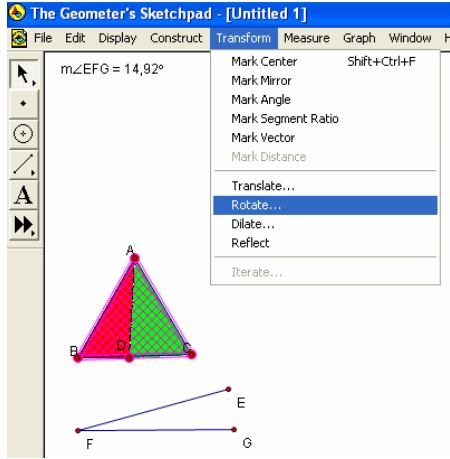 The Geometer's Sketchpad - [Untitled 1]
File Edit Display Construct Transform Measure Graph Window H
m∠EFG = 14,92°
Mark Center Shift+Ctrl+F
Mark Mirror
Mark Angle
Mark Segment Ratio
Mark Vector
Mark Distance
Translate...
Rotate...
Dilate...
Reflect
Iterate...
A
A
B D C
E
F G